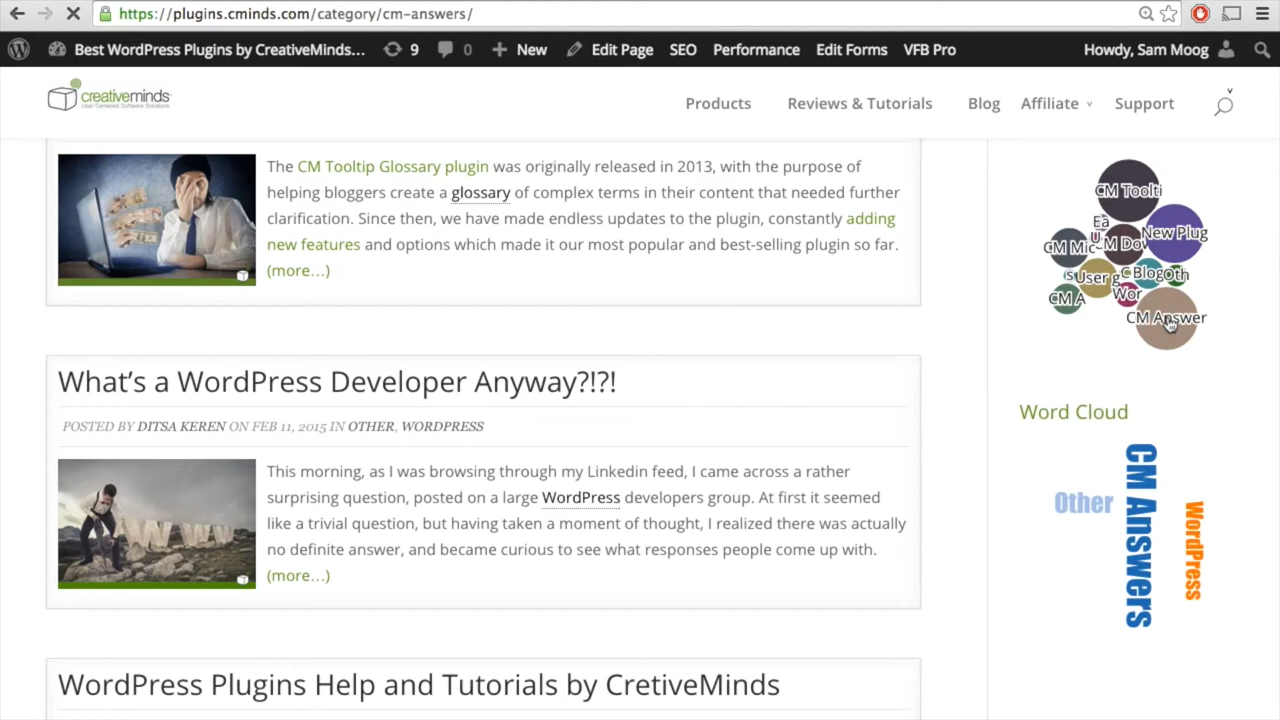 https://plugins.cminds.com/category/cm-answers/
Best WordPress Plugins by CreativeMinds... 9 0 New Edit Page SEO Performance Edit Forms VFB Pro Howdy, Sam Moog
creativeminds
User Centered Software Solutions
Products Reviews & Tutorials Blog Affiliate Support
The CM Tooltip Glossary plugin was originally released in 2013, with the purpose of
helping bloggers create a glossary of complex terms in their content that needed further
clarification. Since then, we have made endless updates to the plugin, constantly adding
new features and options which made it our most popular and best-selling plugin so far.
(more…)
What's a WordPress Developer Anyway?!?!
POSTED BY DITSA KEREN ON FEB 11, 2015 IN OTHER, WORDPRESS
This morning, as I was browsing through my Linkedin feed, I came across a rather
surprising question, posted on a large WordPress developers group. At first it seemed
like a trivial question, but having taken a moment of thought, I realized there was actually
no definite answer, and became curious to see what responses people come up with.
(more…)
WordPress Plugins Help and Tutorials by CretiveMinds
CM Toolti
Ea
New Plug
CM Mic
User g
Blog
Oth
CM A
Wor
CM Answer
Word Cloud
Other
CM Answers
WordPress